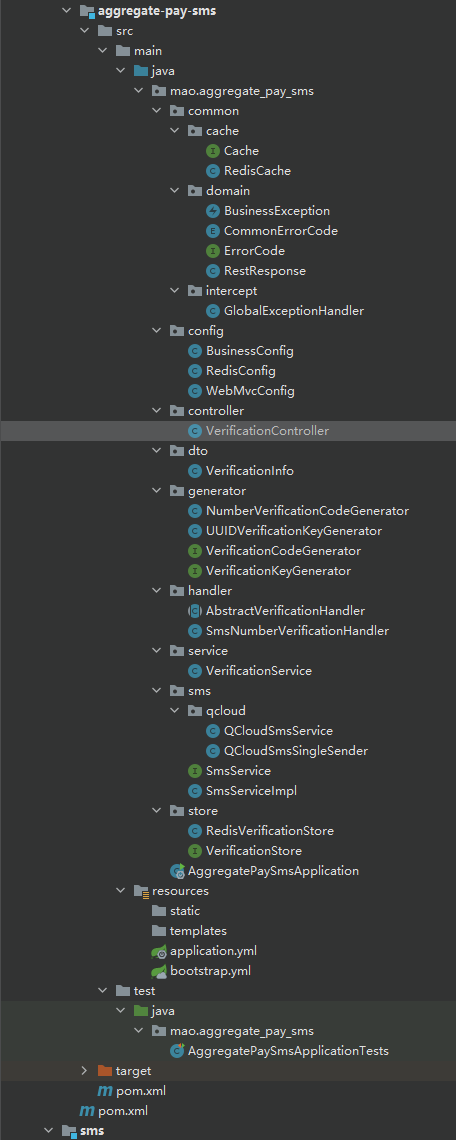 aggregate-pay-sms
src
main
java
mao.aggregate_pay_sms
common
cache
Cache
RedisCache
domain
BusinessException
CommonErrorCode
ErrorCode
RestResponse
intercept
GlobalExceptionHandler
config
BusinessConfig
RedisConfig
WebMvcConfig
controller
VerificationController
dto
VerificationInfo
generator
NumberVerificationCodeGenerator
UUIDVerificationKeyGenerator
VerificationCodeGenerator
VerificationKeyGenerator
handler
AbstractVerificationHandler
SmsNumberVerificationHandler
service
VerificationService
sms
qcloud
QCloudSmsService
QCloudSmsSingleSender
SmsService
SmsServiceImpl
store
RedisVerificationStore
VerificationStore
AggregatePaySmsApplication
resources
static
templates
application.yml
bootstrap.yml
test
java
mao.aggregate_pay_sms
AggregatePaySmsApplicationTests
target
pom.xml
pom.xml
sms